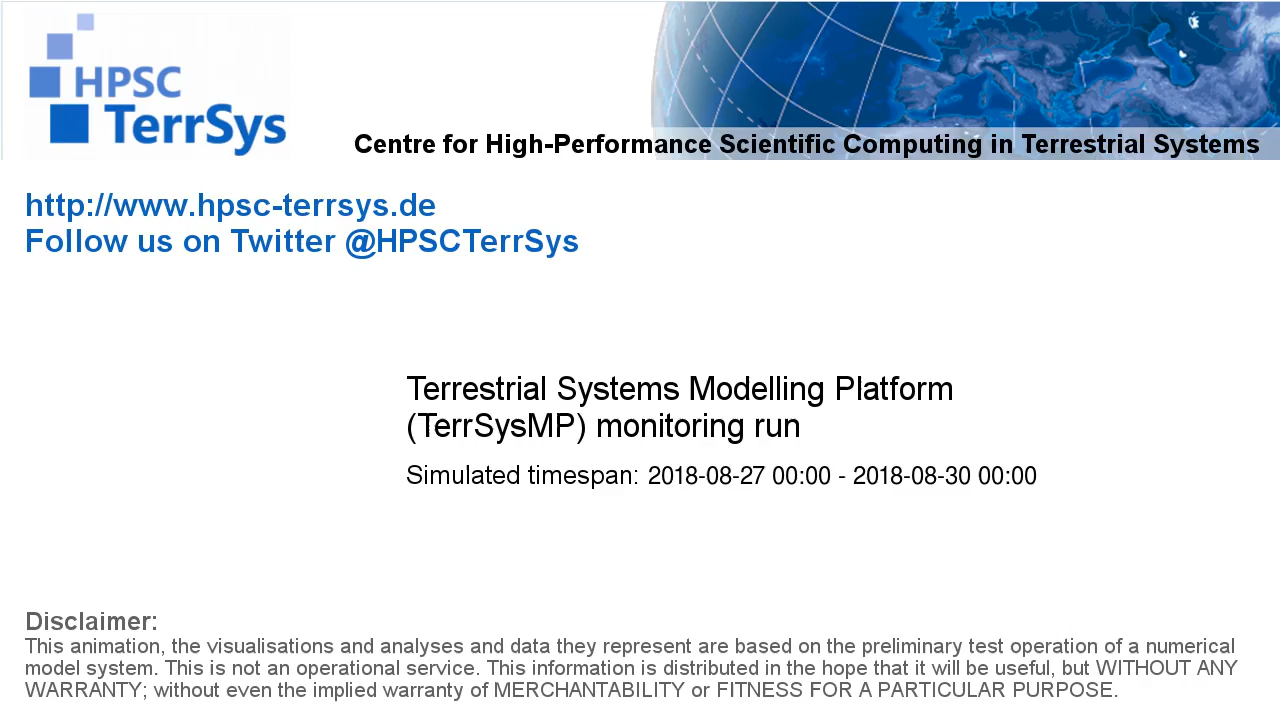 HPSC
TerrSys
Centre for High-Performance Scientific Computing in Terrestrial Systems
http://www.hpsc-terrsys.de
Follow us on Twitter @HPSCTerrSys
Terrestrial Systems Modelling Platform
(TerrSysMP) monitoring run
Simulated timespan: 2018-08-27 00:00 - 2018-08-30 00:00
Disclaimer:
This animation, the visualisations and analyses and data they represent are based on the preliminary test operation of a numerical
model system. This is not an operational service. This information is distributed in the hope that it will be useful, but WITHOUT ANY
WARRANTY; without even the implied warranty of MERCHANTABILITY or FITNESS FOR A PARTICULAR PURPOSE.